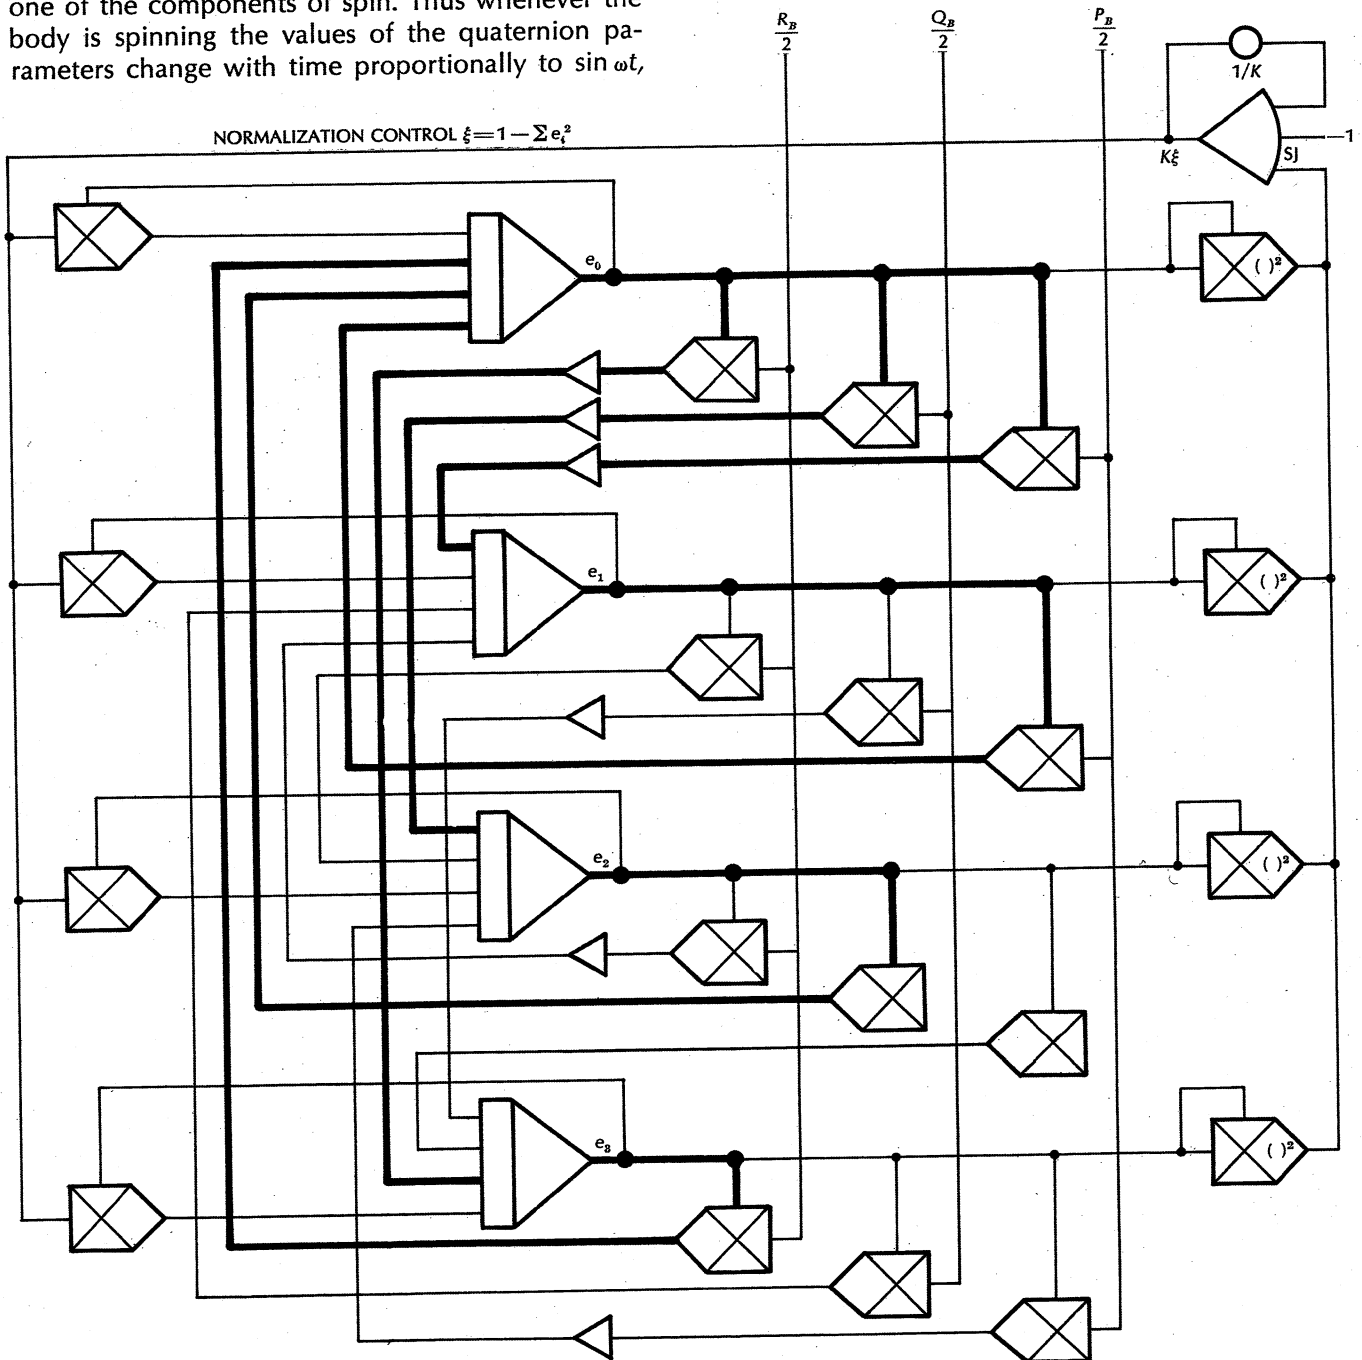 one of the components of spin. Thus whenever the
body is spinning the values of the quaternion pa-
rameters change with time proportionally to sin ωt,
R_B/2
Q_B/2
P_B/2
1/K
NORMALIZATION CONTROL ξ=1−Σe_i²
Kξ
SJ
−1
e₀
( )²
e₁
( )²
e₂
( )²
e₃
( )²